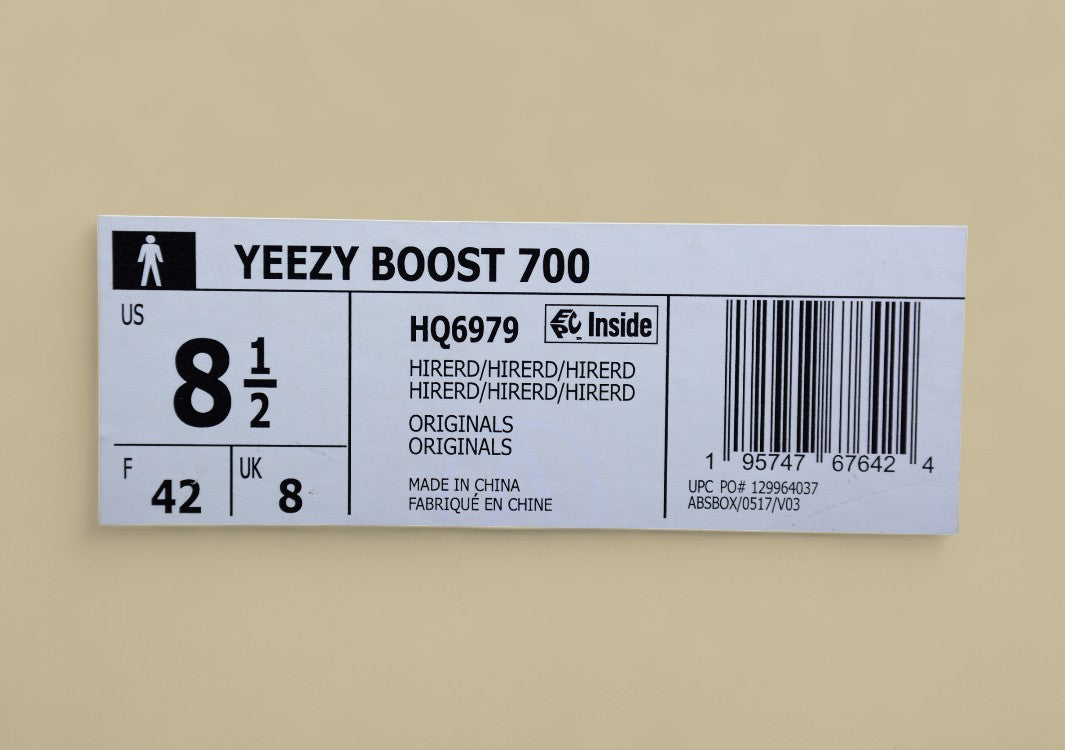 YEEZY BOOST 700
US
8 1/2
F 42
UK 8
HQ6979 EPC Inside
HIRERD/HIRERD/HIRERD
HIRERD/HIRERD/HIRERD
ORIGINALS
ORIGINALS
MADE IN CHINA
FABRIQUÉ EN CHINE
1 95747 67642 4
UPC PO# 129964037
ABSBOX/0517/V03